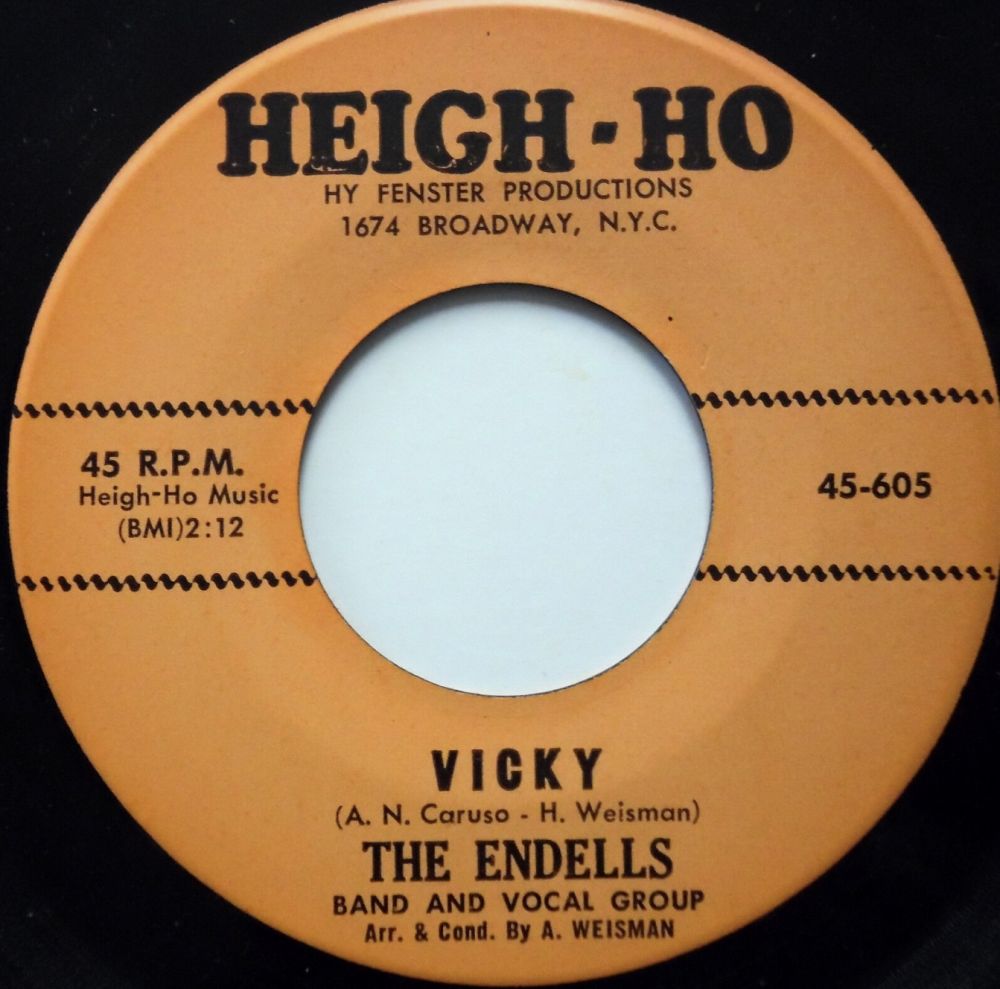 HEIGH-HO
HY FENSTER PRODUCTIONS
1674 BROADWAY, N.Y.C.
45 R.P.M.
Heigh-Ho Music
(BMI)2:12
45-605
VICKY
(A. N. Caruso - H. Weisman)
THE ENDELLS
BAND AND VOCAL GROUP
Arr. & Cond. By A. WEISMAN